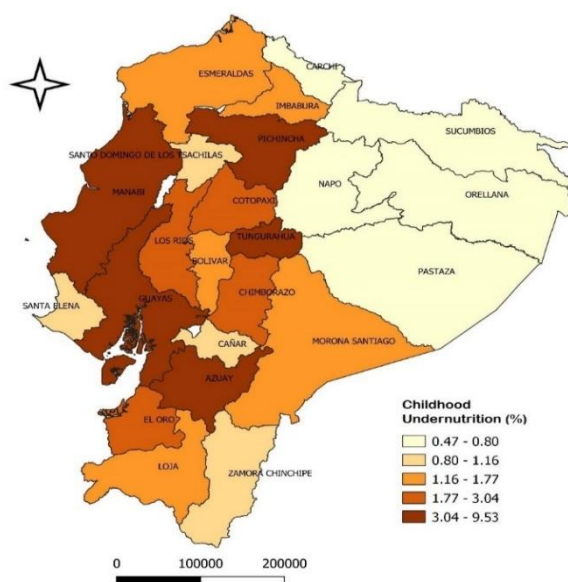 CARCHI
ESMERALDAS
IMBABURA
SUCUMBIOS
PICHINCHA
SANTO DOMINGO DE LOS TSACHILAS
NAPO
ORELLANA
MANABI
COTOPAXI
TUNGURAHUA
LOS RIOS
BOLIVAR
PASTAZA
SANTA ELENA
GUAYAS
CHIMBORAZO
CAÑAR
MORONA SANTIAGO
AZUAY
EL ORO
LOJA
ZAMORA CHINCHIPE
Childhood
Undernutrition (%)
0.47 - 0.80
0.80 - 1.16
1.16 - 1.77
1.77 - 3.04
3.04 - 9.53
0 100000 200000